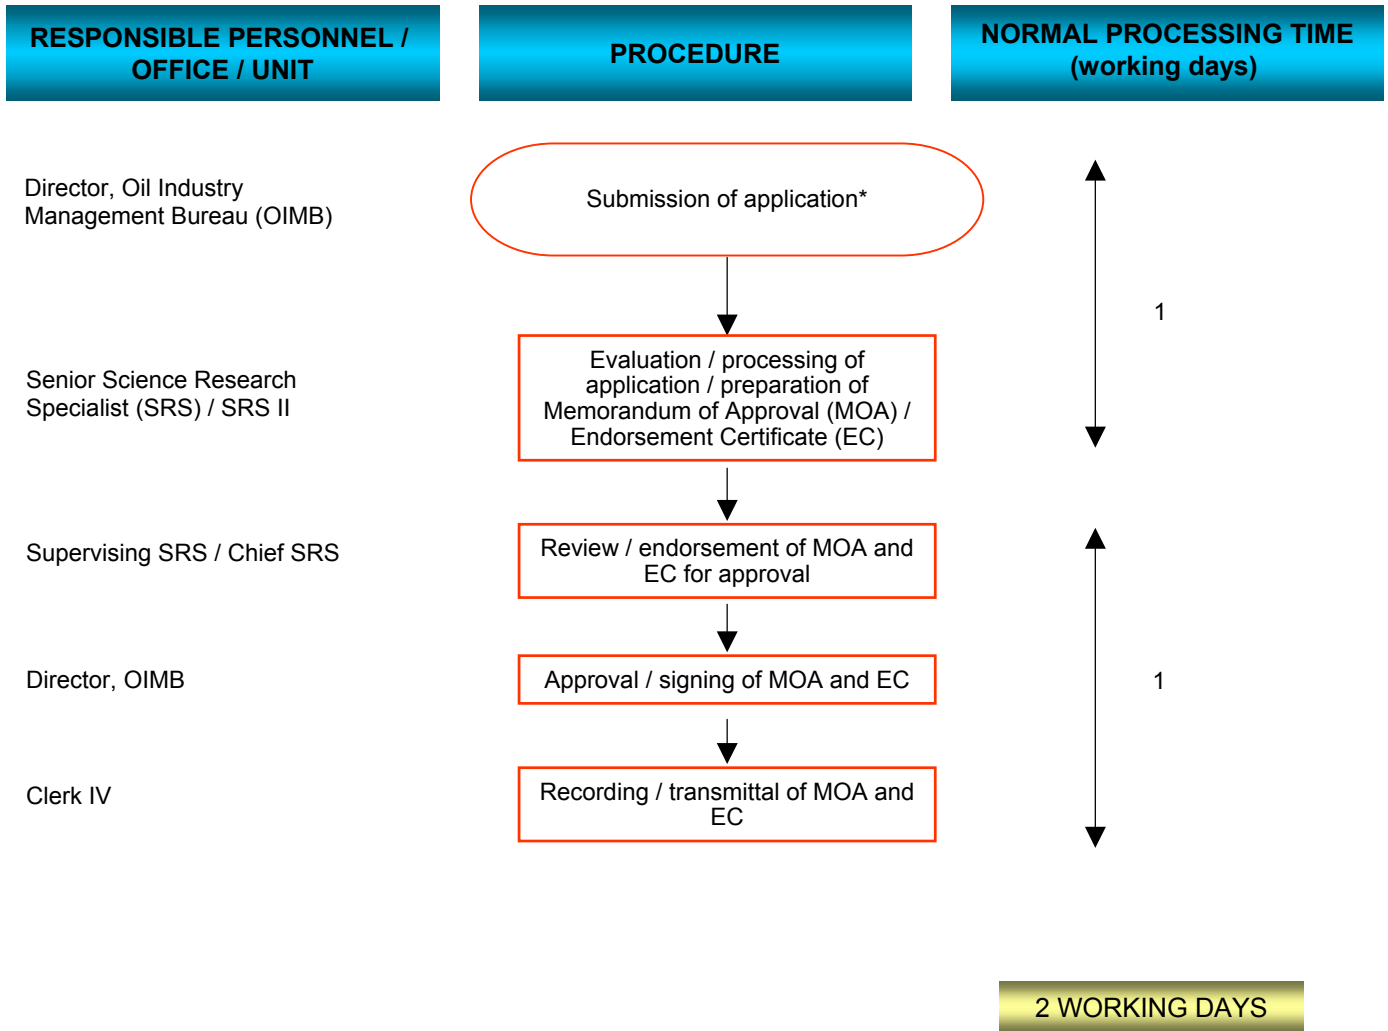 RESPONSIBLE PERSONNEL /
OFFICE / UNIT
PROCEDURE
NORMAL PROCESSING TIME
(working days)
Director, Oil Industry
Management Bureau (OIMB)
Submission of application*
1
Senior Science Research
Specialist (SRS) / SRS II
Evaluation / processing of
application / preparation of
Memorandum of Approval (MOA) /
Endorsement Certificate (EC)
Supervising SRS / Chief SRS
Review / endorsement of MOA and
EC for approval
Director, OIMB
Approval / signing of MOA and EC
1
Clerk IV
Recording / transmittal of MOA and
EC
2 WORKING DAYS